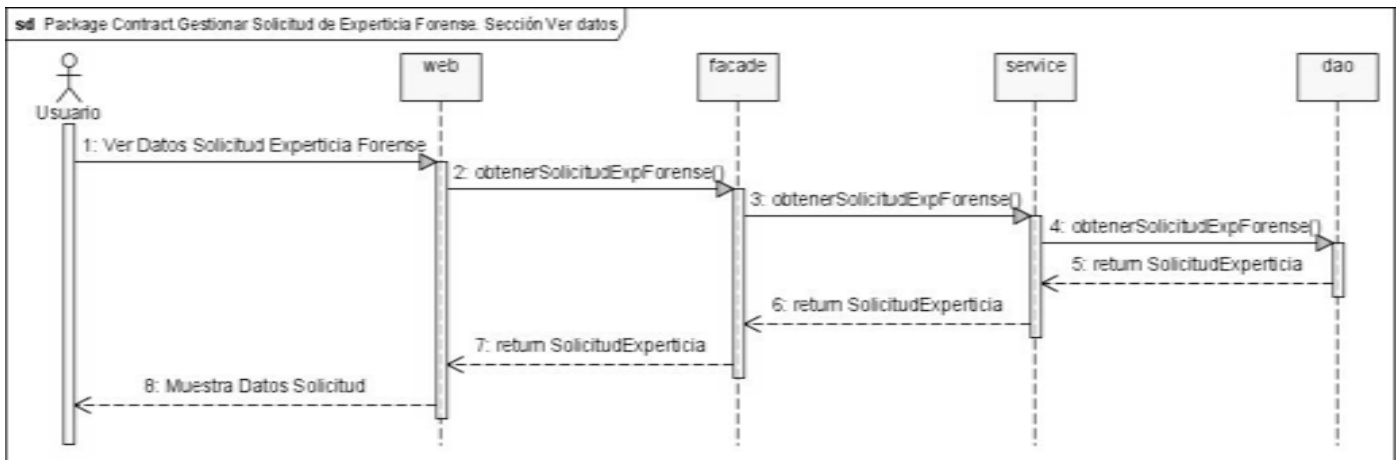 sd Package Contract.Gestionar Solicitud de Experticia Forense. Sección Ver datos
web
facade
service
dao
Usuario
1: Ver Datos Solicitud Experticia Forense
2: obtenerSolicitudExpForense()
3: obtenerSolicitudExpForense()
4: obtenerSolicitudExpForense()
5: return SolicitudExperticia
6: return SolicitudExperticia
7: return SolicitudExperticia
8: Muestra Datos Solicitud